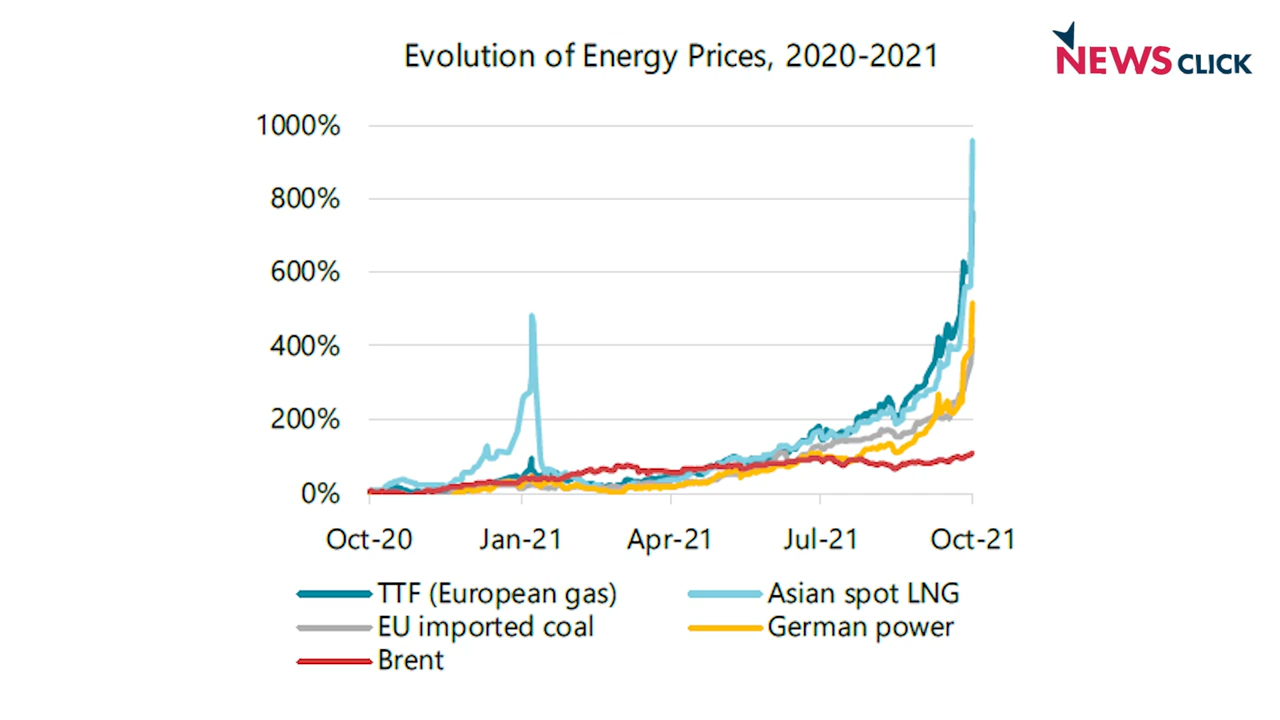 Evolution of Energy Prices, 2020-2021
NEWS CLICK
1000%
800%
600%
400%
200%
0%
Oct-20 Jan-21 Apr-21 Jul-21 Oct-21
TTF (European gas) Asian spot LNG
EU imported coal German power
Brent